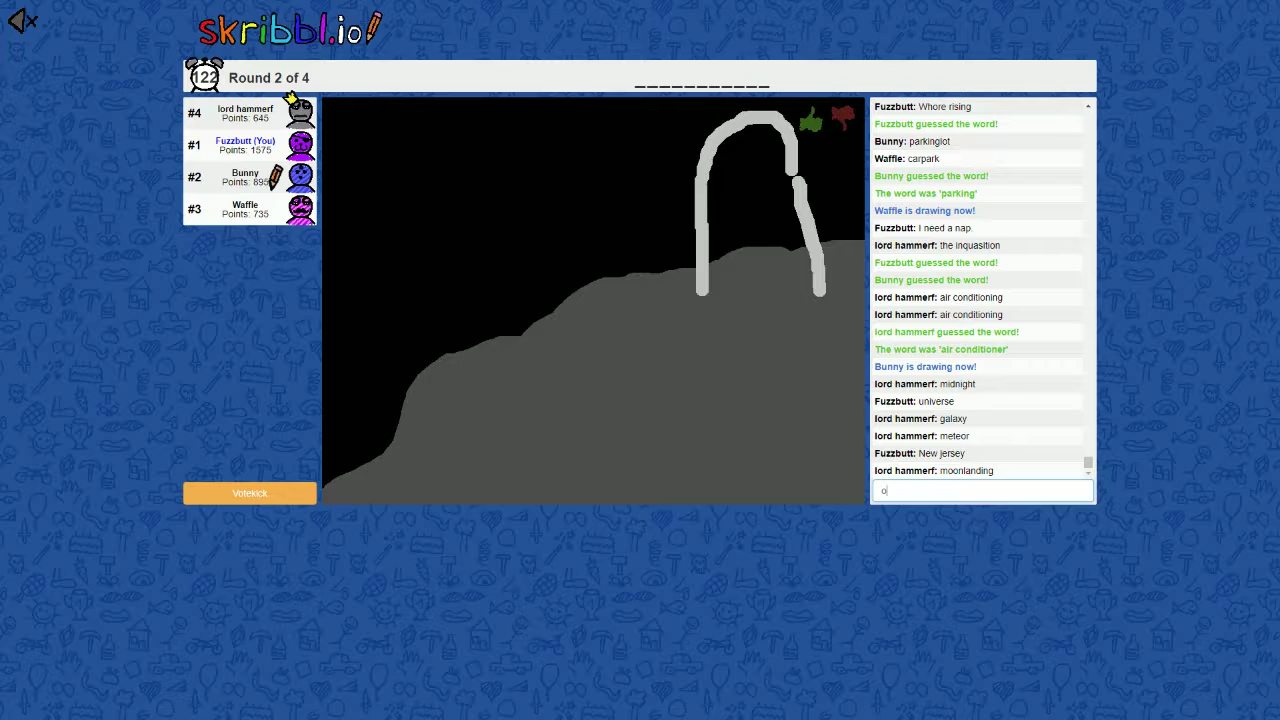 skribbl.io
122
Round 2 of 4
___________
#4
lord hammerf
Points: 645
#1
Fuzzbutt (You)
Points: 1575
#2
Bunny
Points: 895
#3
Waffle
Points: 735
Votekick
Fuzzbutt: Whore rising
Fuzzbutt guessed the word!
Bunny: parkinglot
Waffle: carpark
Bunny guessed the word!
The word was 'parking'
Waffle is drawing now!
Fuzzbutt: I need a nap.
lord hammerf: the inquasition
Fuzzbutt guessed the word!
Bunny guessed the word!
lord hammerf: air conditioning
lord hammerf: air conditioning
lord hammerf guessed the word!
The word was 'air conditioner'
Bunny is drawing now!
lord hammerf: midnight
Fuzzbutt: universe
lord hammerf: galaxy
lord hammerf: meteor
Fuzzbutt: New jersey
lord hammerf: moonlanding
o